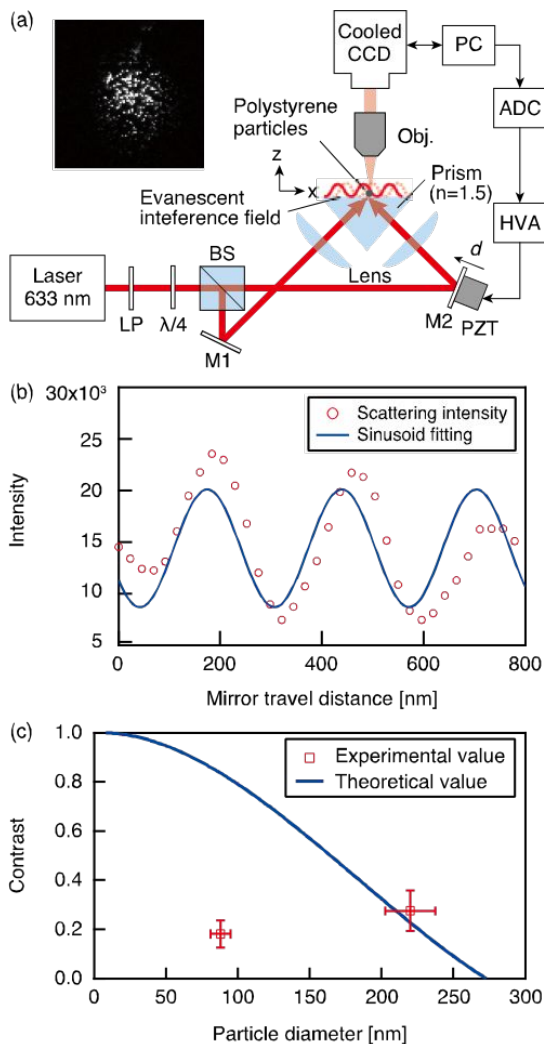 (a)
Cooled
CCD
PC
ADC
HVA
Polystyrene
particles
Obj.
z
x
Prism
(n=1.5)
Evanescent
inteference field
BS
Lens
d
Laser
633 nm
LP
λ/4
M1
M2
PZT
(b)
30x10³
25
20
15
10
5
Intensity
Scattering intensity
Sinusoid fitting
0
200
400
600
800
Mirror travel distance [nm]
(c)
1.0
0.8
0.6
0.4
0.2
0.0
Contrast
Experimental value
Theoretical value
0
50
100
150
200
250
300
Particle diameter [nm]